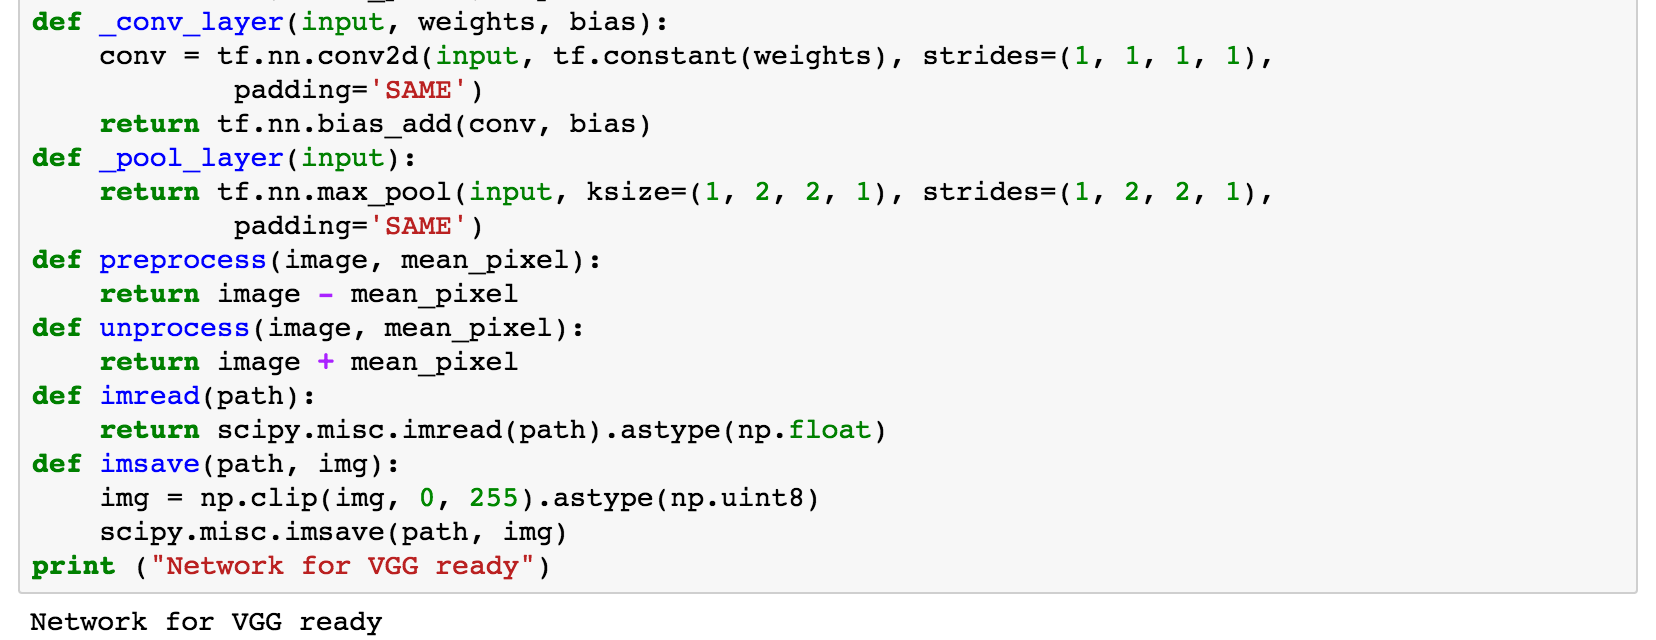 def _conv_layer(input, weights, bias):
    conv = tf.nn.conv2d(input, tf.constant(weights), strides=(1, 1, 1, 1),
            padding='SAME')
    return tf.nn.bias_add(conv, bias)
def _pool_layer(input):
    return tf.nn.max_pool(input, ksize=(1, 2, 2, 1), strides=(1, 2, 2, 1),
            padding='SAME')
def preprocess(image, mean_pixel):
    return image - mean_pixel
def unprocess(image, mean_pixel):
    return image + mean_pixel
def imread(path):
    return scipy.misc.imread(path).astype(np.float)
def imsave(path, img):
    img = np.clip(img, 0, 255).astype(np.uint8)
    scipy.misc.imsave(path, img)
print ("Network for VGG ready")
Network for VGG ready